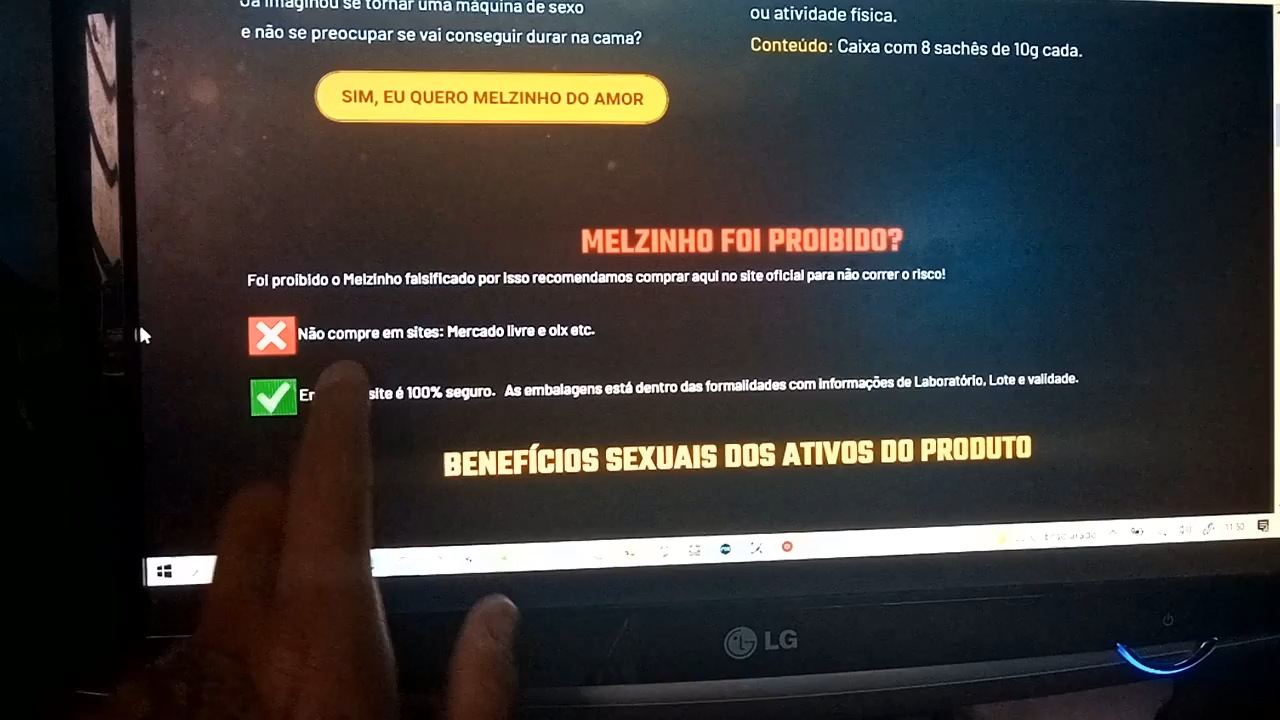 Já imaginou se tornar uma máquina de sexo
e não se preocupar se vai conseguir durar na cama?
SIM, EU QUERO MELZINHO DO AMOR
ou atividade física.
Conteúdo: Caixa com 8 sachês de 10g cada.
MELZINHO FOI PROIBIDO?
Foi proibido o Melzinho falsificado por isso recomendamos comprar aqui no site oficial para não correr o risco!
Não compre em sites: Mercado livre e olx etc.
site é 100% seguro. As embalagens está dentro das formalidades com informações de Laboratório, Lote e validade.
BENEFÍCIOS SEXUAIS DOS ATIVOS DO PRODUTO
11:50
LG